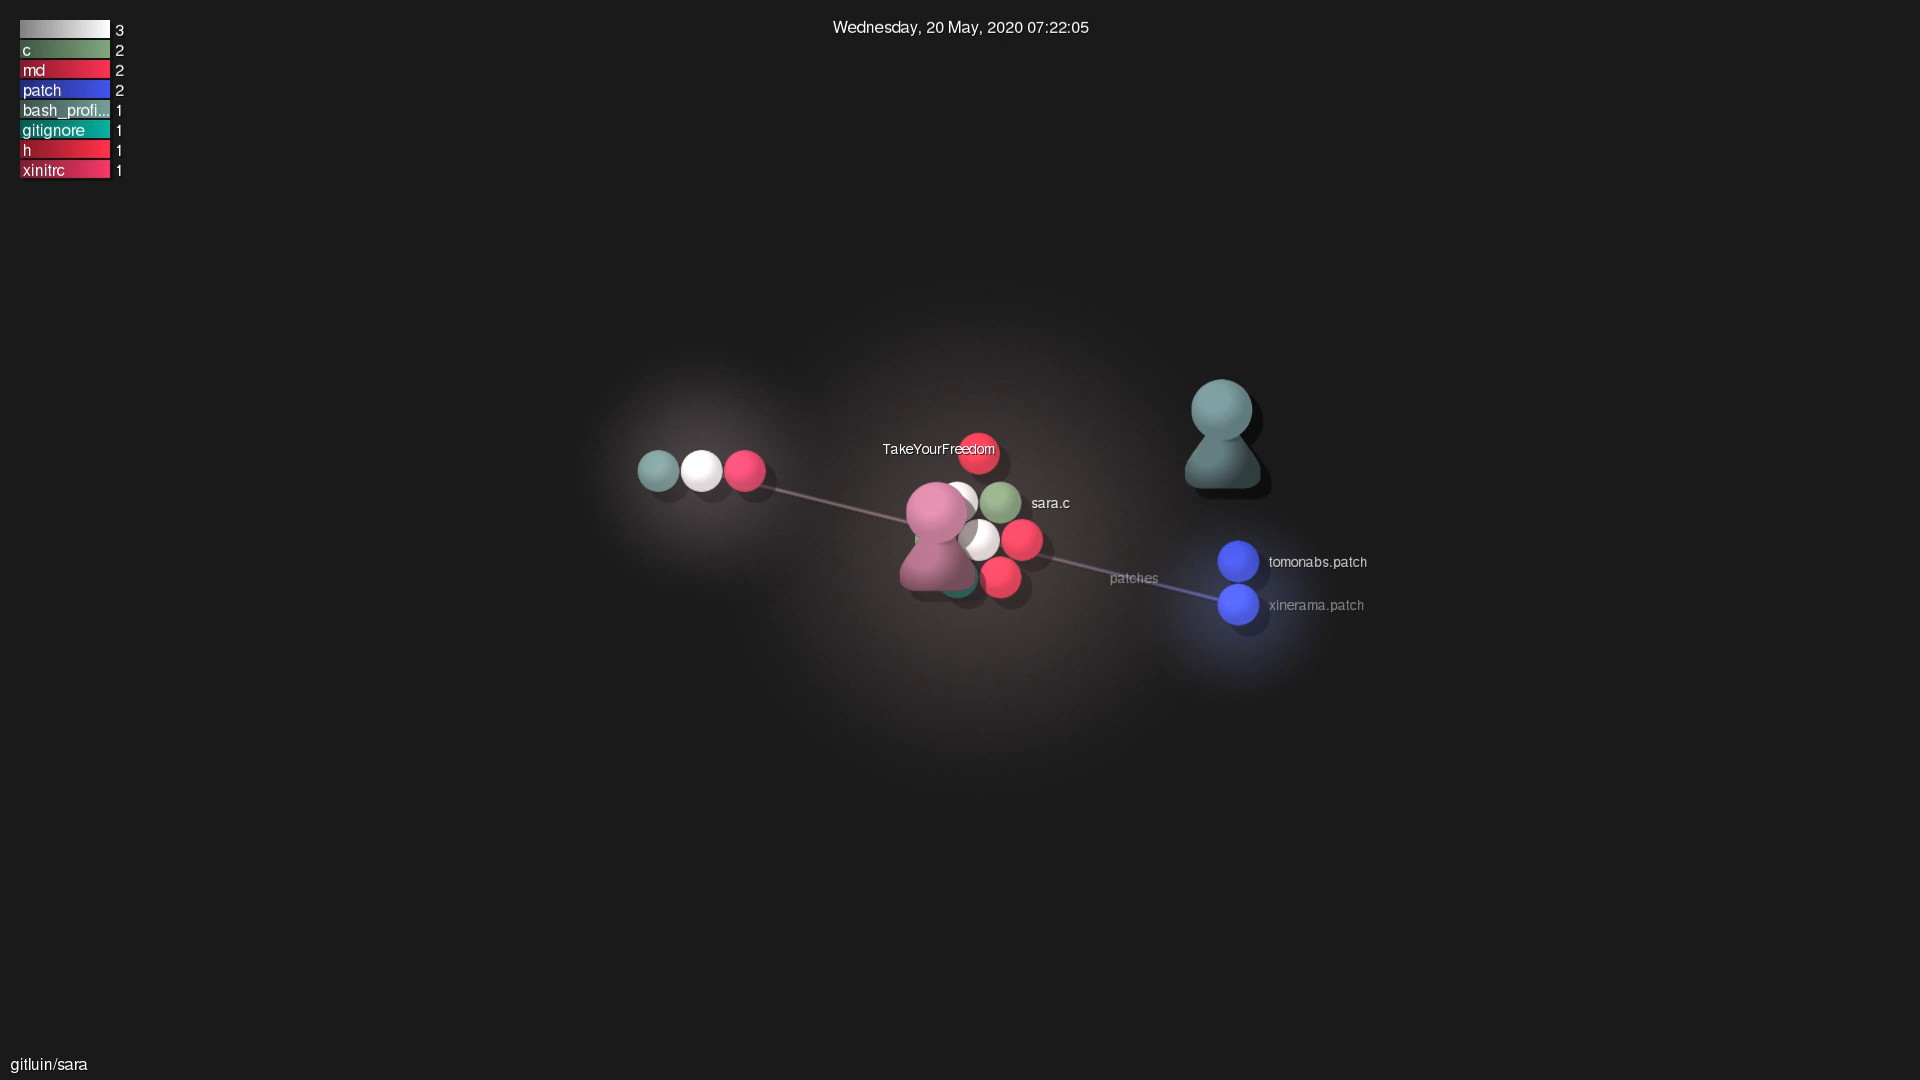 Wednesday, 20 May, 2020 07:22:05
3
c 2
md 2
patch 2
bash_profi... 1
gitignore 1
h 1
xinitrc 1
TakeYourFreedom
sara.c
tomonabs.patch
patches
xinerama.patch
gitluin/sara